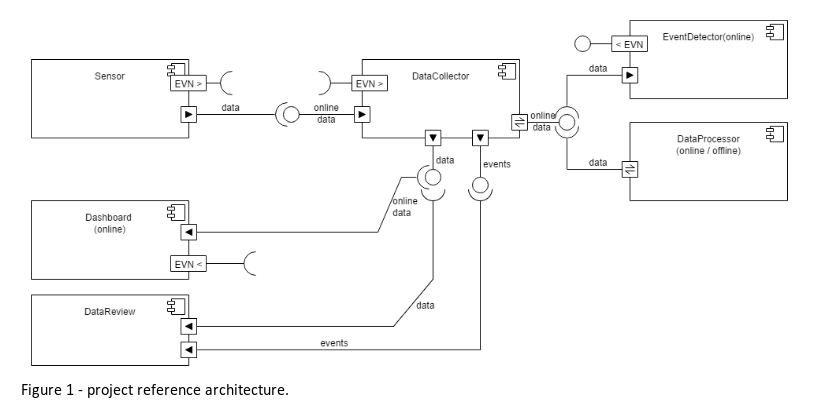 Sensor
EVN >
data
online
data
DataCollector
EVN >
EventDetector(online)
< EVN
data
online
data
DataProcessor
(online / offline)
data
data
events
online
data
Dashboard
(online)
EVN <
DataReview
data
events
Figure 1 - project reference architecture.